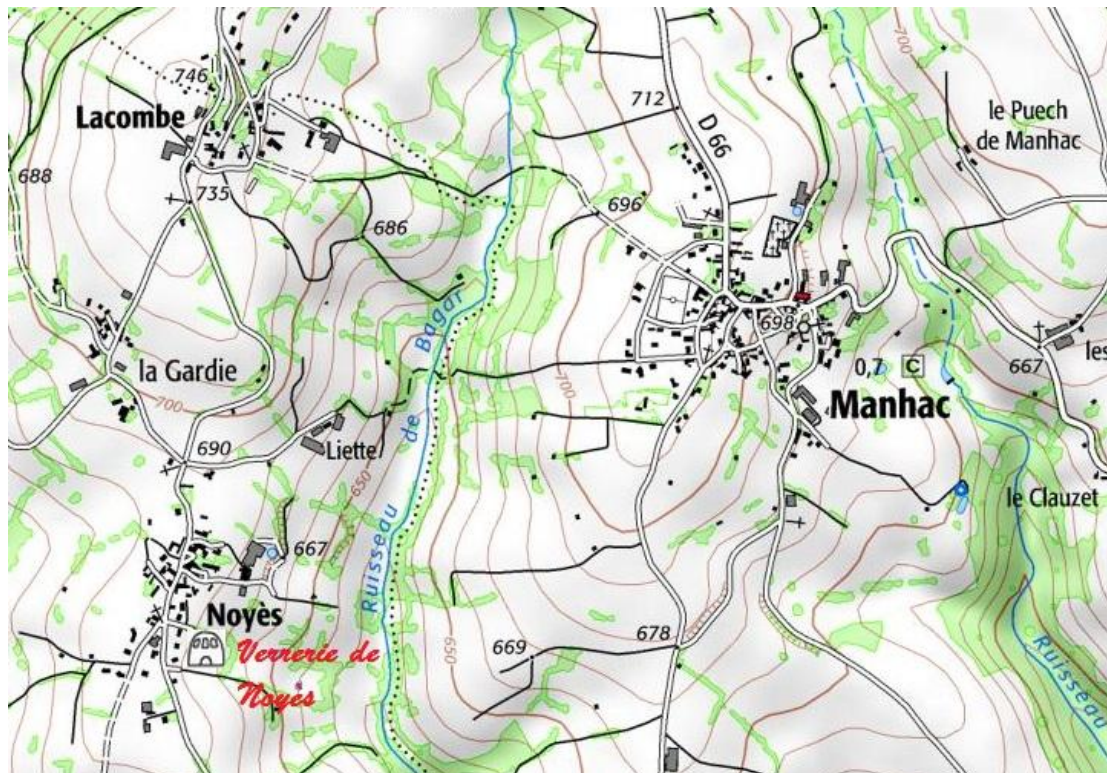 746
Lacombe
688
735
686
712
D 66
700
le Puech
de Manhac
696
698
0,7 C
Manhac
667
les
700
la Gardie
700
690
Liette
650
Ruisseau de Bagar
le Clauzet
667
Noyès
Verrerie de
Noyes
669
678
650
Ruisseau